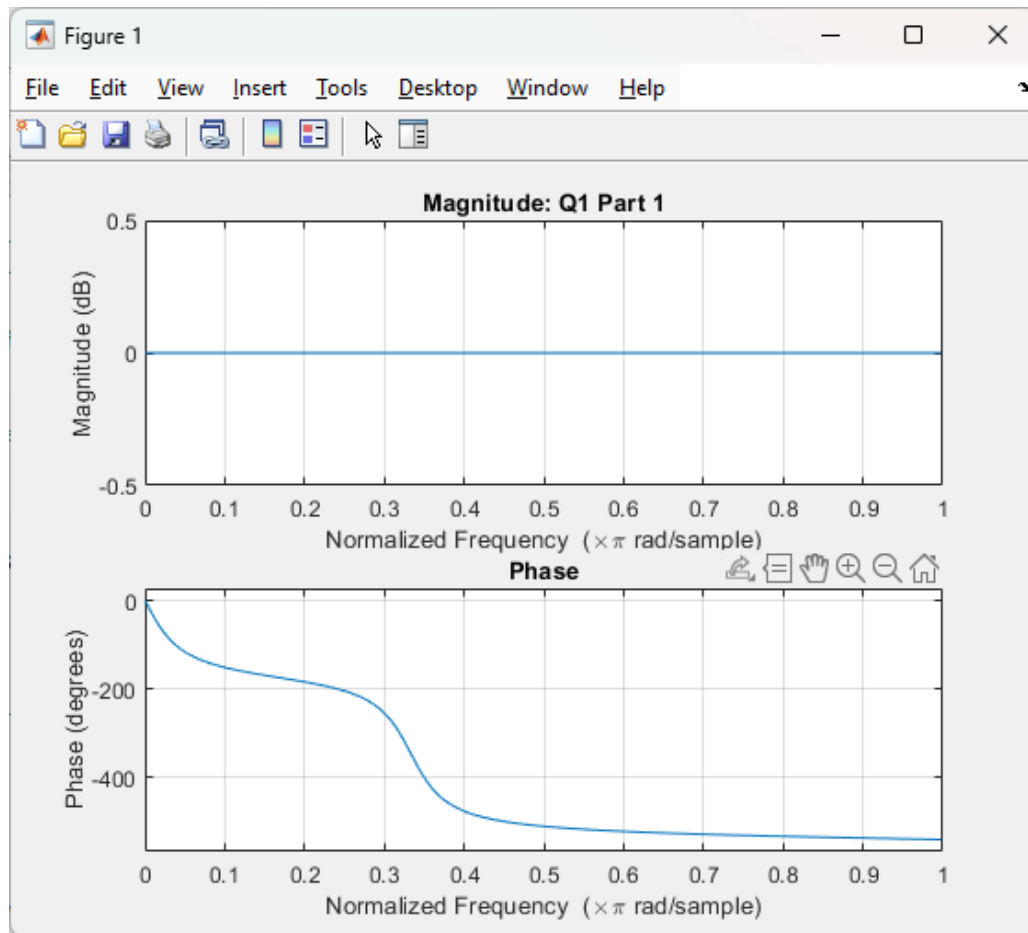 Figure 1
File Edit View Insert Tools Desktop Window Help
Magnitude: Q1 Part 1
Magnitude (dB)
0.5
0
-0.5
0 0.1 0.2 0.3 0.4 0.5 0.6 0.7 0.8 0.9 1
Normalized Frequency (×π rad/sample)
Phase
Phase (degrees)
0
-200
-400
0 0.1 0.2 0.3 0.4 0.5 0.6 0.7 0.8 0.9 1
Normalized Frequency (×π rad/sample)